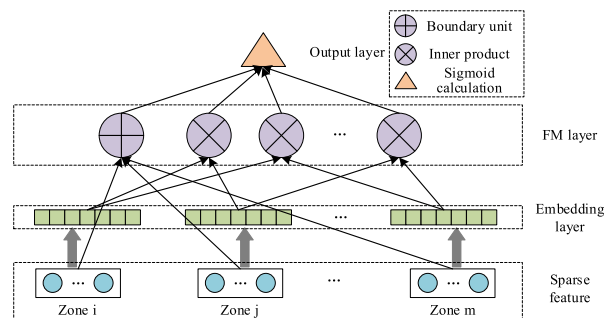 Boundary unit
Inner product
Sigmoid
calculation
Output layer
...
FM layer
...
Embedding
layer
... ... ... ...
Sparse
feature
Zone i
Zone j
Zone m